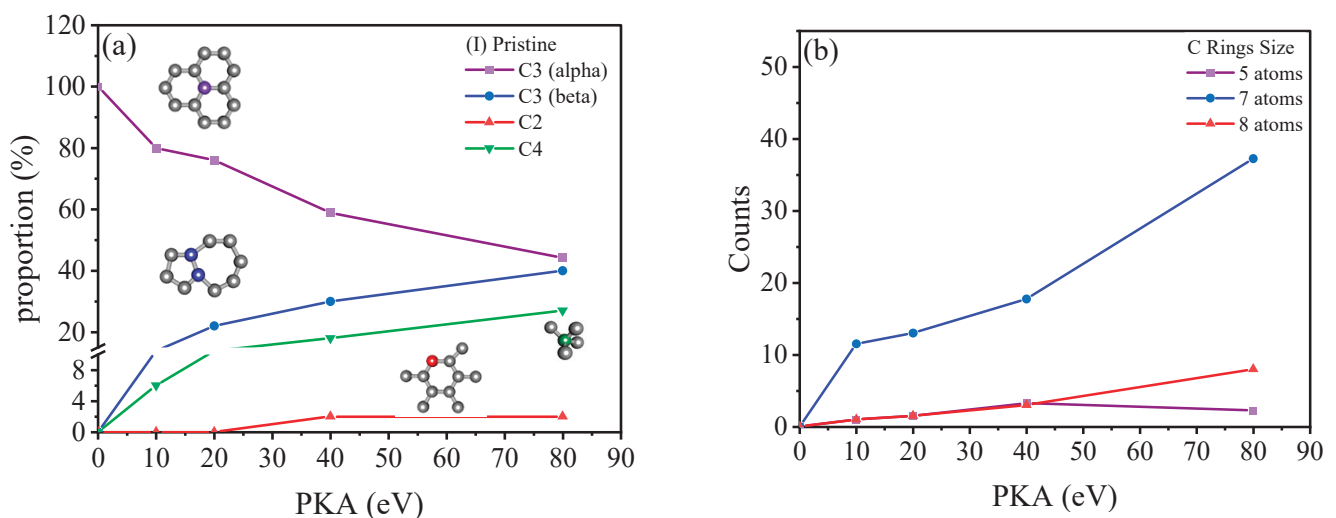 (a)
(I) Pristine
C3 (alpha)
C3 (beta)
C2
C4
proportion (%)
120
100
80
60
40
20
8
4
0
0 10 20 30 40 50 60 70 80 90
PKA (eV)
(b)
C Rings Size
5 atoms
7 atoms
8 atoms
Counts
50
40
30
20
10
0
0 10 20 30 40 50 60 70 80 90
PKA (eV)